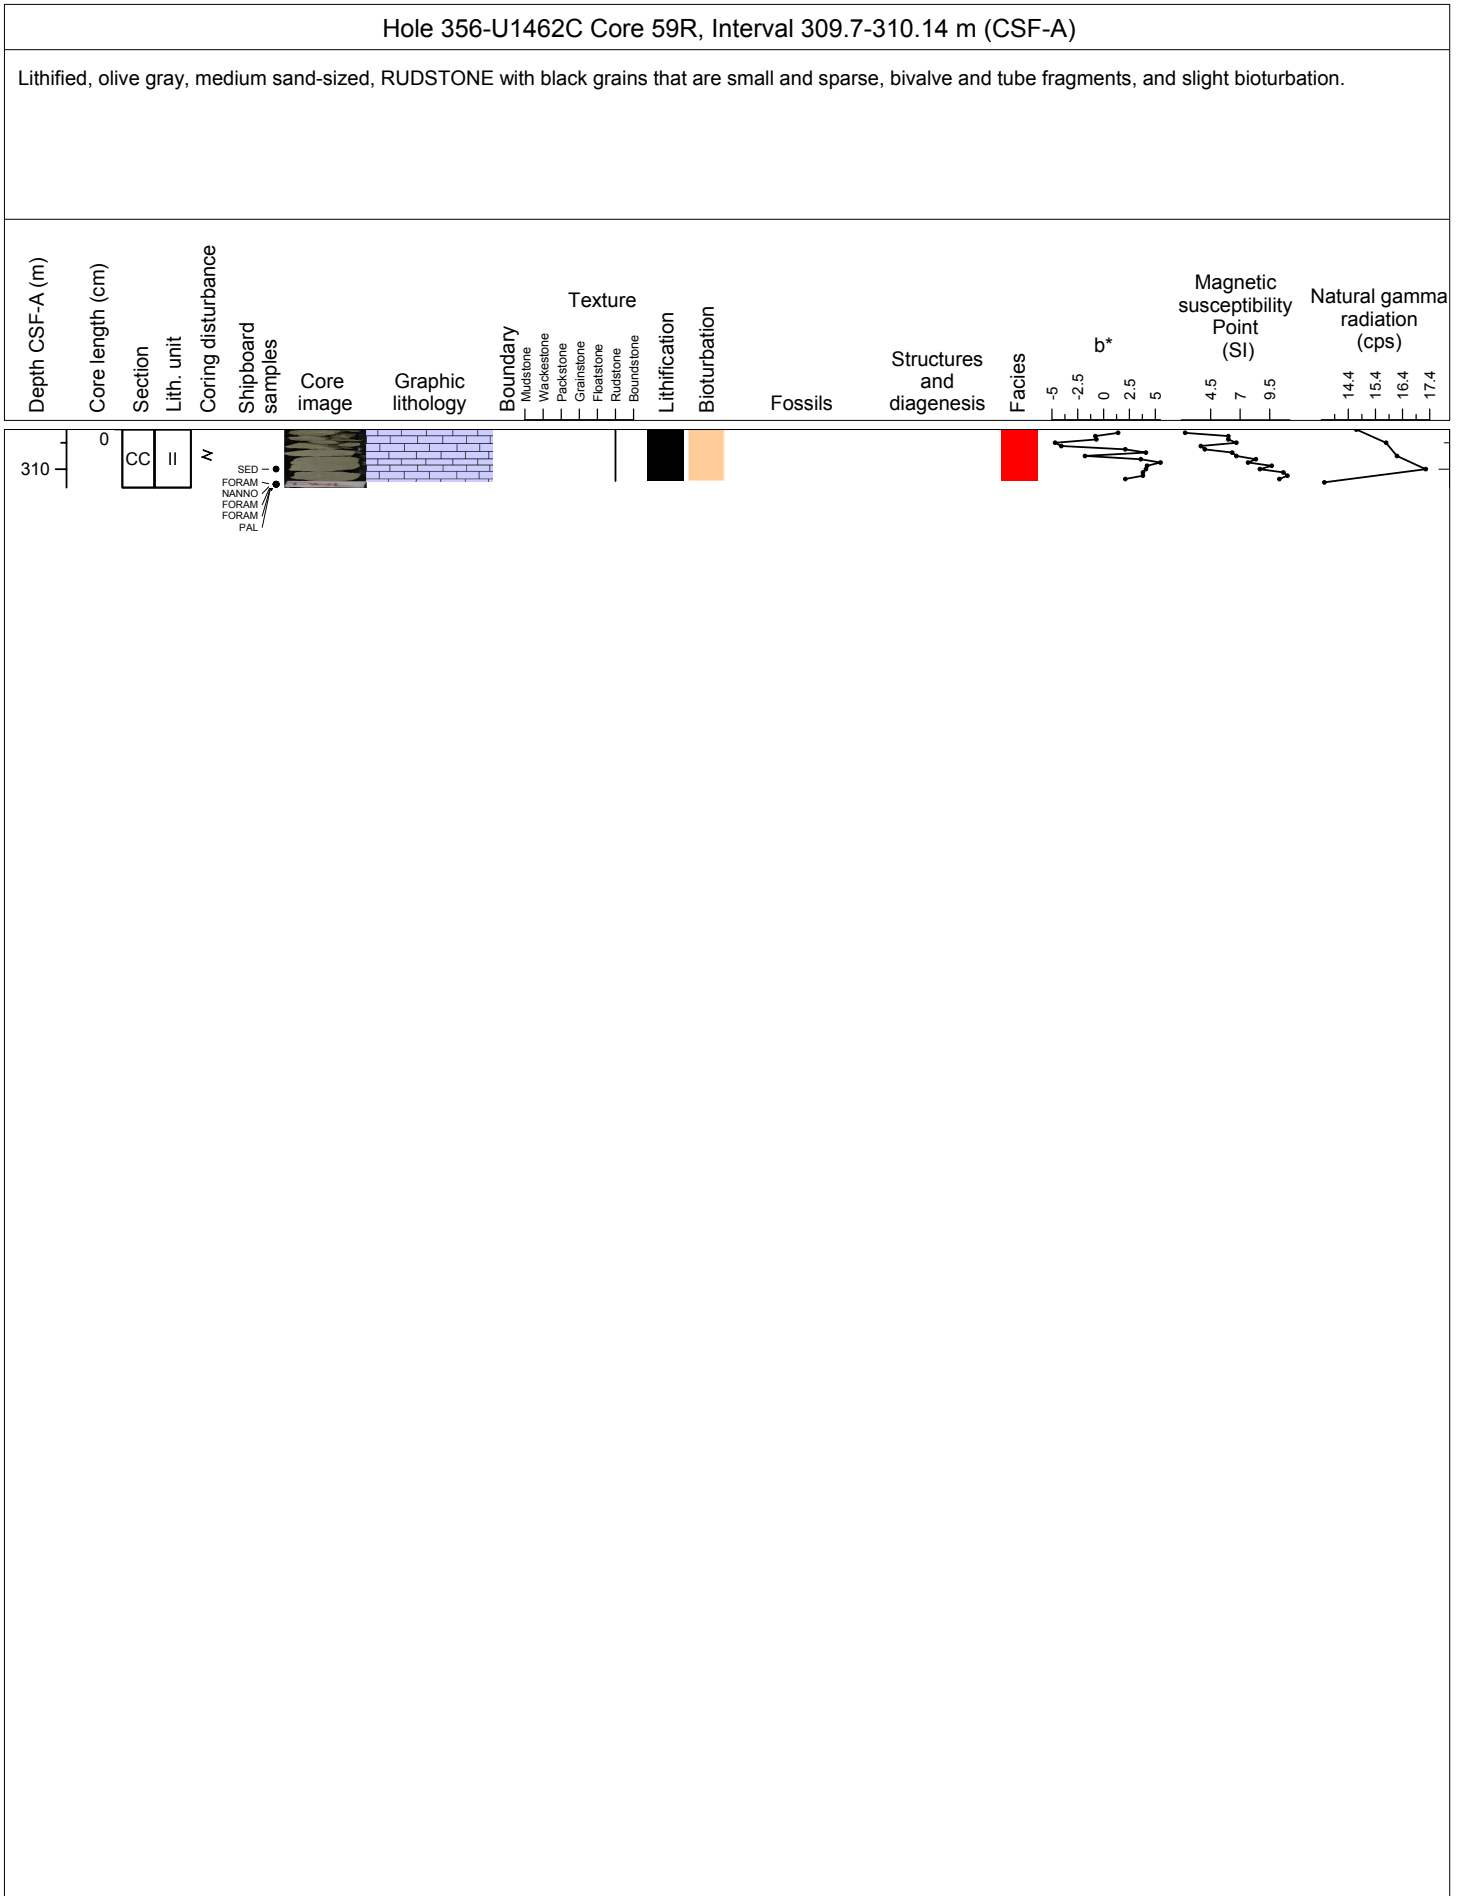 Hole 356-U1462C Core 59R, Interval 309.7-310.14 m (CSF-A)
Lithified, olive gray, medium sand-sized, RUDSTONE with black grains that are small and sparse, bivalve and tube fragments, and slight bioturbation.
Depth CSF-A (m)
Core length (cm)
Section
Lith. unit
Coring disturbance
Shipboard
samples
Core
image
Graphic
lithology
Boundary
Texture
Mudstone
Wackestone
Packstone
Grainstone
Floatstone
Rudstone
Boundstone
Lithification
Bioturbation
Fossils
Structures
and
diagenesis
Facies
b*
-5
-2.5
0
2.5
5
Magnetic
susceptibility
Point
(SI)
4.5
7
9.5
Natural gamma
radiation
(cps)
14.4
15.4
16.4
17.4
0
310
CC
II
SED
FORAM
NANNO
FORAM
FORAM
PAL